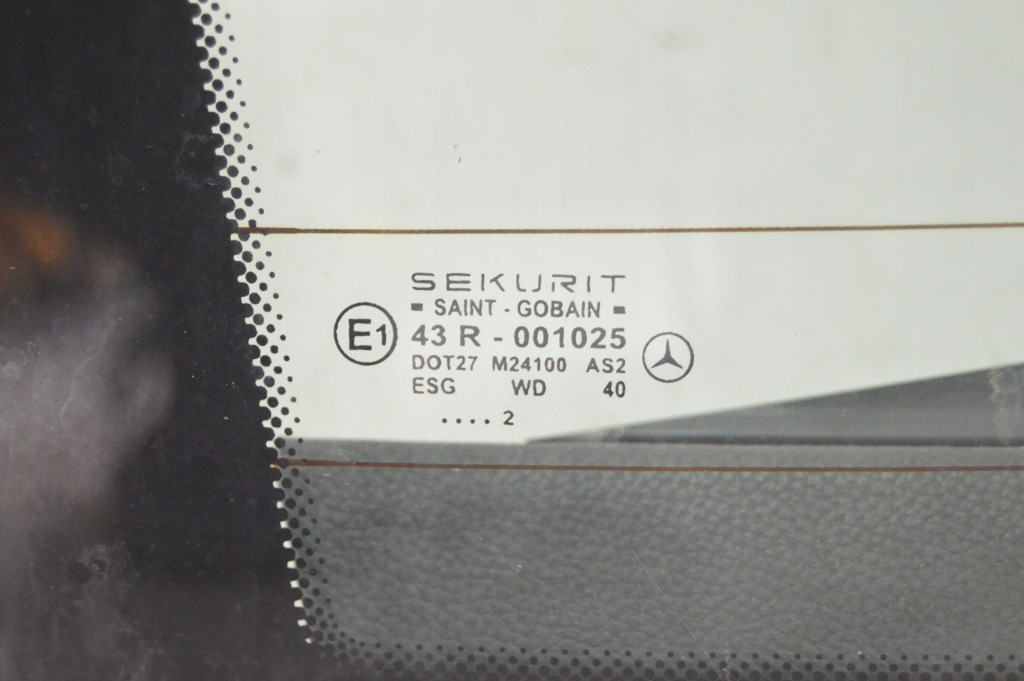 SEKURIT
SAINT - GOBAIN
E1
43 R - 001025
DOT27 M24100 AS2
ESG WD 40
.... 2